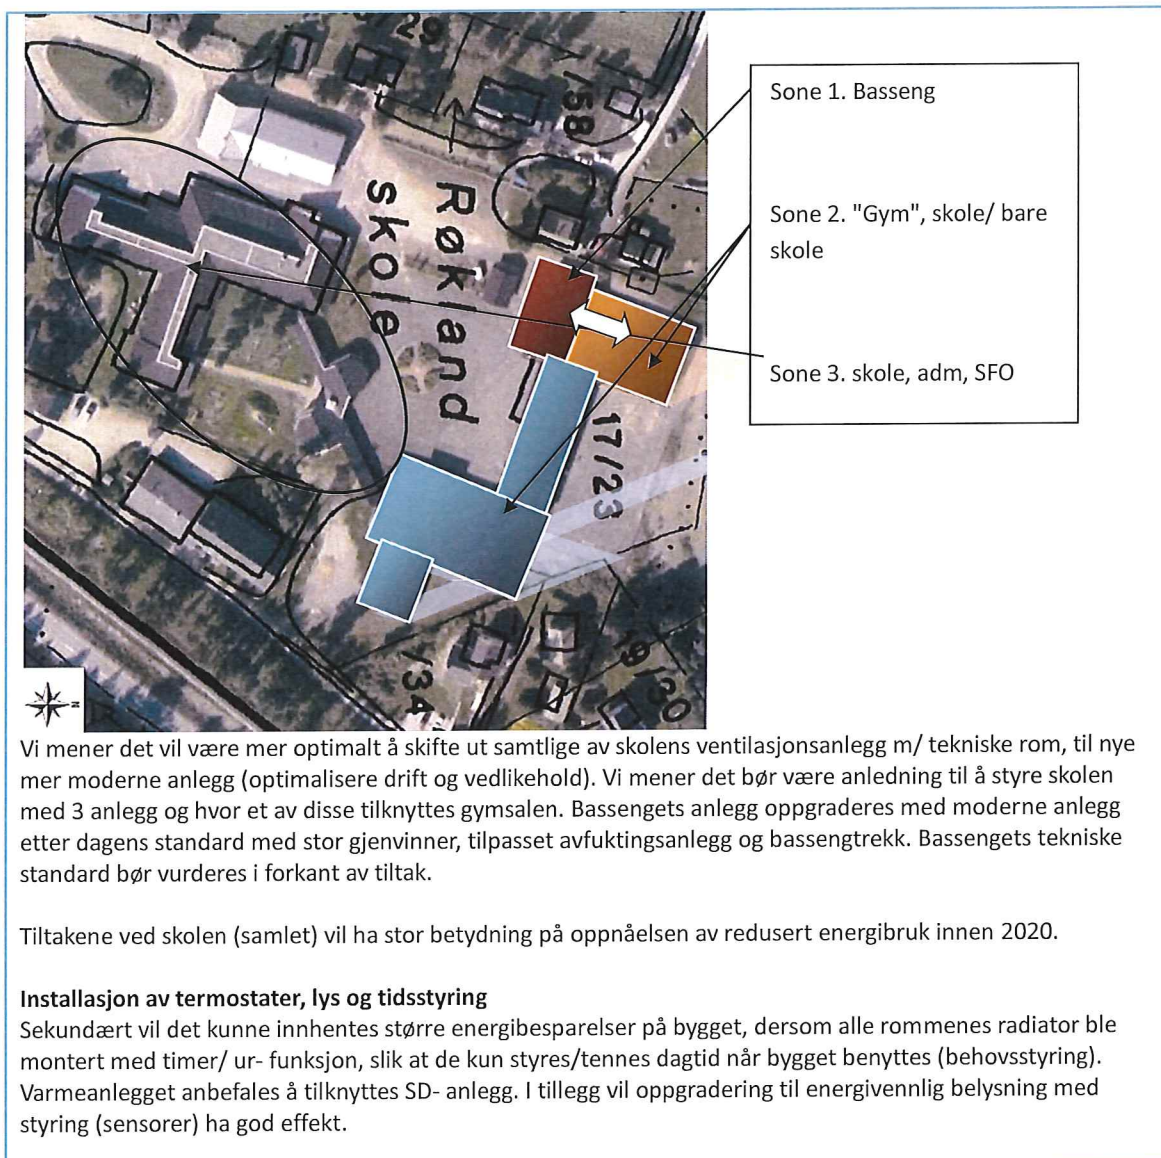 /29
/58
Røkland
skole
17/23
/34
19/30
N
Sone 1. Basseng
Sone 2. "Gym", skole/ bare
skole
Sone 3. skole, adm, SFO
Vi mener det vil være mer optimalt å skifte ut samtlige av skolens ventilasjonsanlegg m/ tekniske rom, til nye
mer moderne anlegg (optimalisere drift og vedlikehold). Vi mener det bør være anledning til å styre skolen
med 3 anlegg og hvor et av disse tilknyttes gymsalen. Bassengets anlegg oppgraderes med moderne anlegg
etter dagens standard med stor gjenvinner, tilpasset avfuktingsanlegg og bassengtrekk. Bassengets tekniske
standard bør vurderes i forkant av tiltak.
Tiltakene ved skolen (samlet) vil ha stor betydning på oppnåelsen av redusert energibruk innen 2020.
Installasjon av termostater, lys og tidsstyring
Sekundært vil det kunne innhentes større energibesparelser på bygget, dersom alle rommenes radiator ble
montert med timer/ ur- funksjon, slik at de kun styres/tennes dagtid når bygget benyttes (behovsstyring).
Varmeanlegget anbefales å tilknyttes SD- anlegg. I tillegg vil oppgradering til energivennlig belysning med
styring (sensorer) ha god effekt.